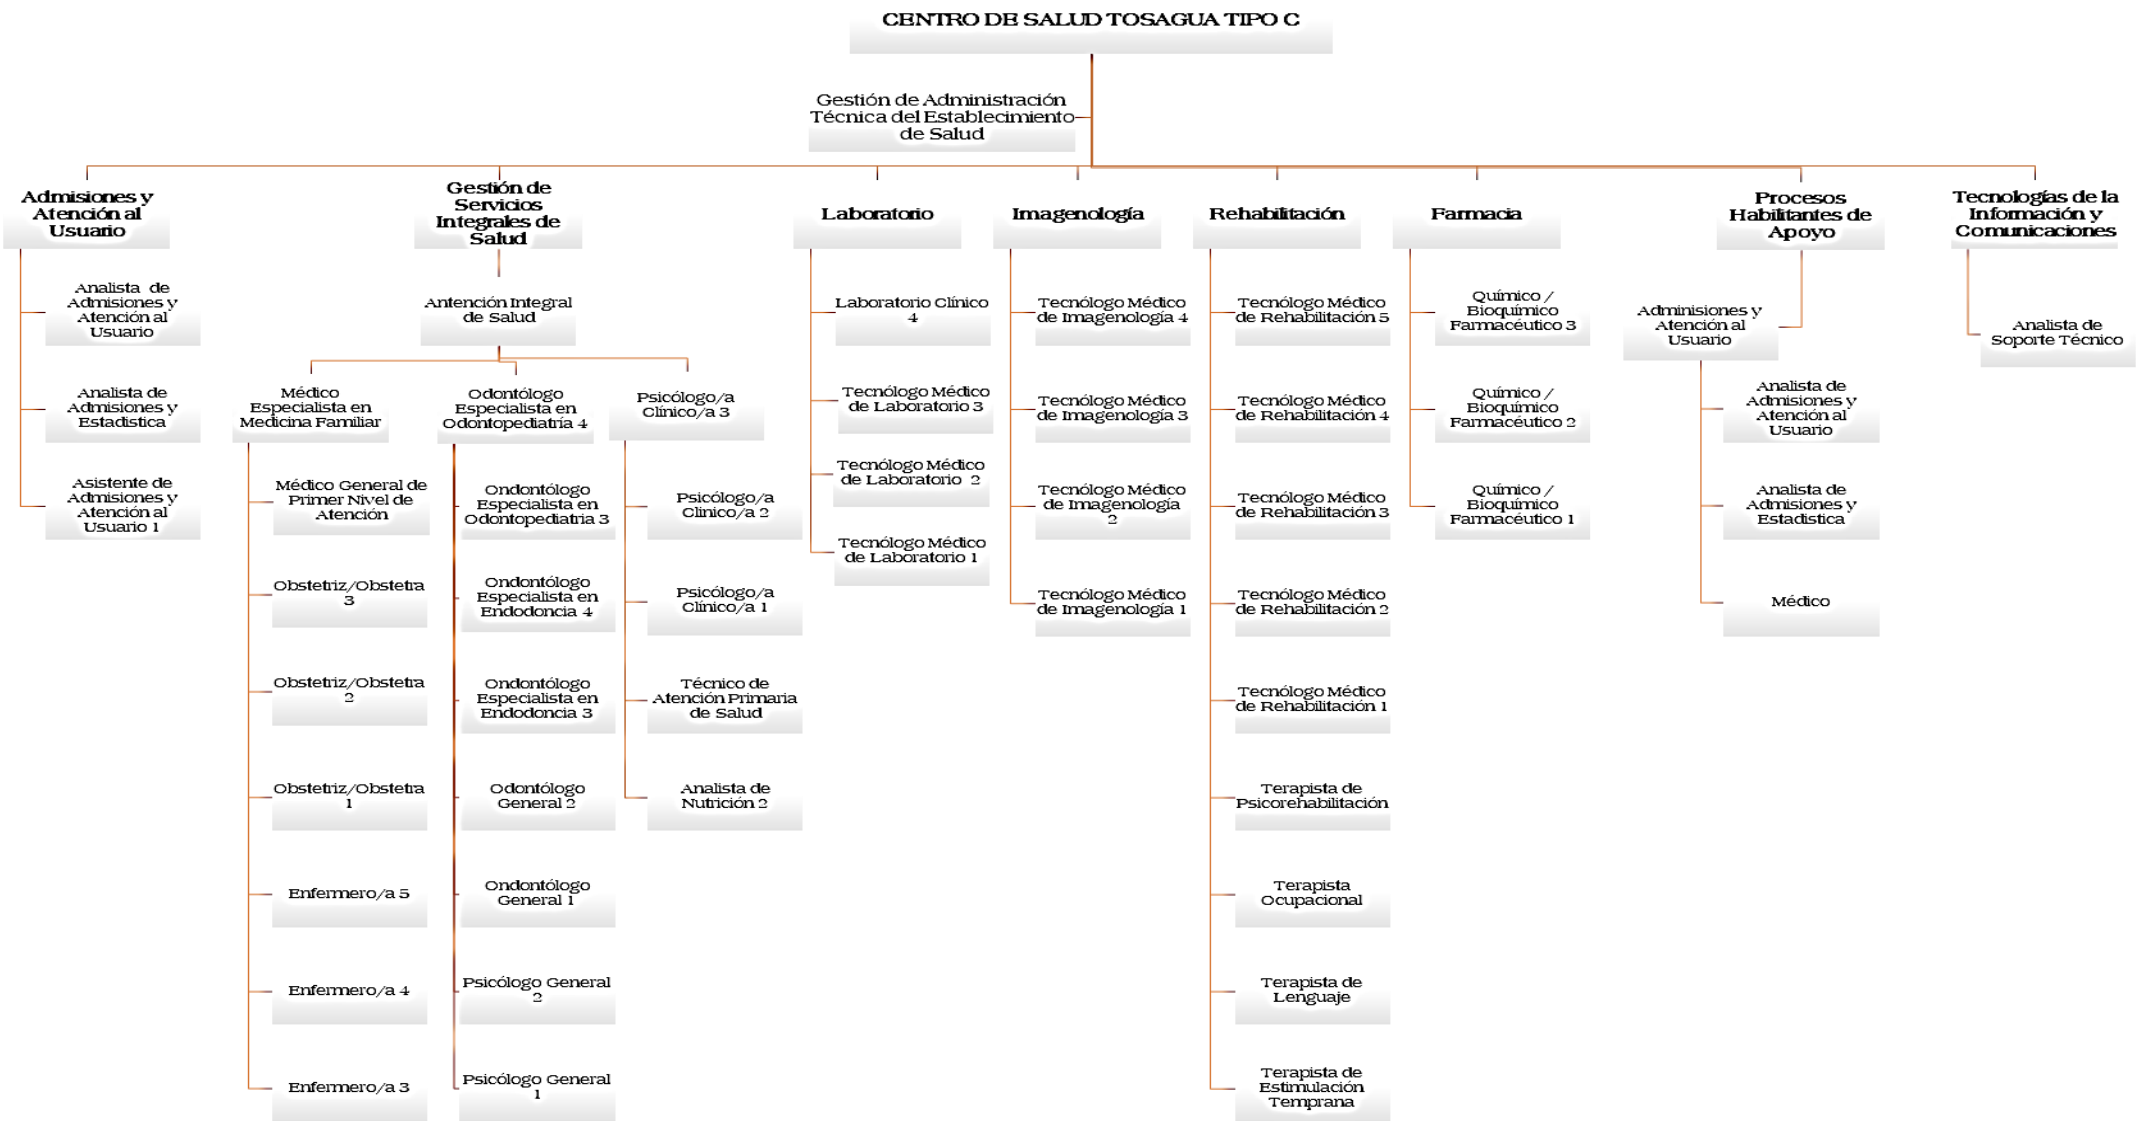 CENTRO DE SALUD TOSAGUA TIPO C
Gestión de Administración
Técnica del Establecimiento
de Salud
Admisiones y
Atención al
Usuario
Analista de
Admisiones y
Atención al
Usuario
Analista de
Admisiones y
Estadistica
Asistente de
Admisiones y
Atención al
Usuario 1
Gestión de
Servicios
Integrales de
Salud
Antención Integral
de Salud
Médico
Especialista en
Medicina Familiar
Médico General de
Primer Nivel de
Atención
Obstetriz/Obstetra
3
Obstetriz/Obstetra
2
Obstetriz/Obstetra
1
Enfermero/a 5
Enfermero/a 4
Enfermero/a 3
Odontólogo
Especialista en
Odontopediatría 4
Ondontólogo
Especialista en
Odontopediatria 3
Ondontólogo
Especialista en
Endodoncia 4
Ondontólogo
Especialista en
Endodoncia 3
Odontólogo
General 2
Ondontólogo
General 1
Psicólogo General
2
Psicólogo General
1
Psicólogo/a
Clínico/a 3
Psicólogo/a
Clínico/a 2
Psicólogo/a
Clínico/a 1
Técnico de
Atención Primaria
de Salud
Analista de
Nutrición 2
Laboratorio
Laboratorio Clínico
4
Tecnólogo Médico
de Laboratorio 3
Tecnólogo Médico
de Laboratorio 2
Tecnólogo Médico
de Laboratorio 1
Imagenología
Tecnólogo Médico
de Imagenología 4
Tecnólogo Médico
de Imagenología 3
Tecnólogo Médico
de Imagenología
2
Tecnólogo Médico
de Imagenología 1
Rehabilitación
Tecnólogo Médico
de Rehabilitación 5
Tecnólogo Médico
de Rehabilitación 4
Tecnólogo Médico
de Rehabilitación 3
Tecnólogo Médico
de Rehabilitación 2
Tecnólogo Médico
de Rehabilitación 1
Terapista de
Psicorehabilitación
Terapista
Ocupacional
Terapista de
Lenguaje
Terapista de
Estimulación
Temprana
Farmacia
Químico /
Bioquímico
Farmacéutico 3
Químico /
Bioquímico
Farmacéutico 2
Químico /
Bioquímico
Farmacéutico 1
Procesos
Habilitantes de
Apoyo
Adminisiones y
Atención al
Usuario
Analista de
Admisiones y
Atención al
Usuario
Analista de
Admisiones y
Estadistica
Médico
Tecnologías de la
Información y
Comunicaciones
Analista de
Soporte Técnico